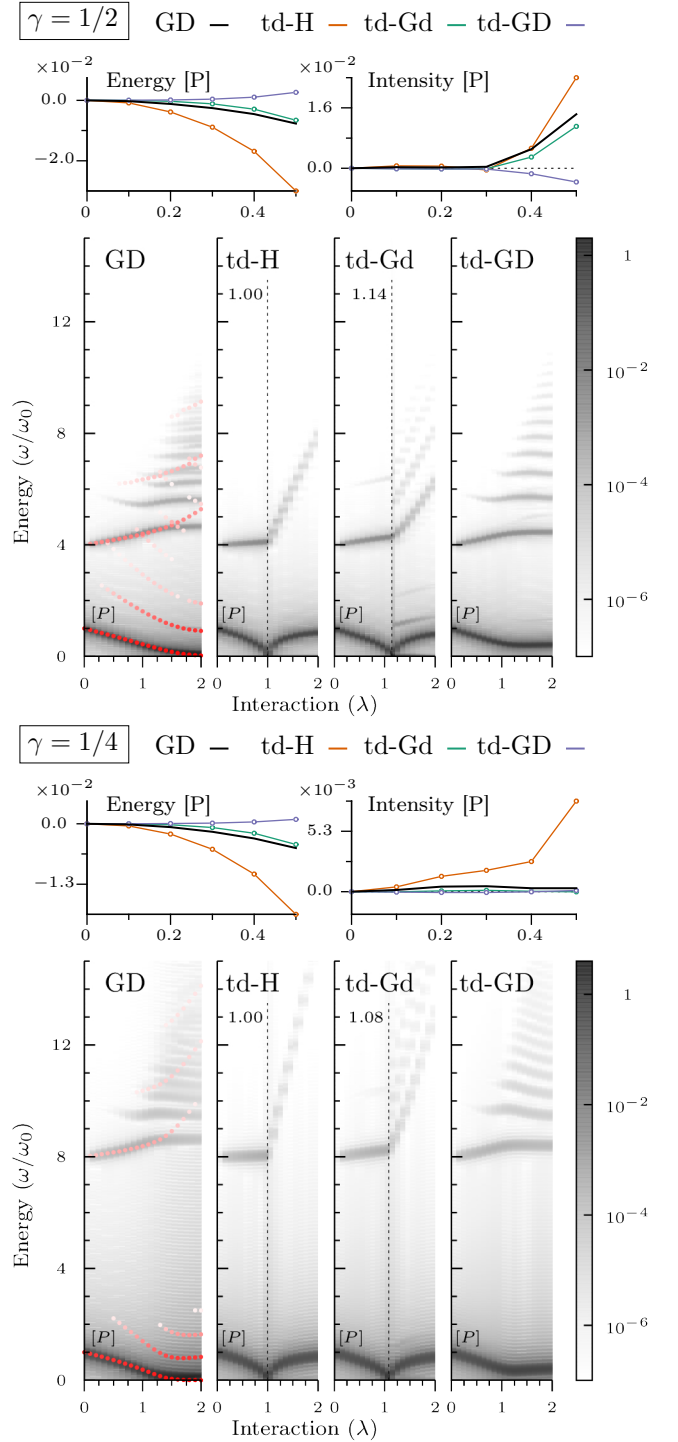 γ = 1/2 GD td-H td-Gd td-GD
×10⁻² Energy [P]
0.0
−2.0
0 0.2 0.4
×10⁻² Intensity [P]
1.6
0.0
0 0.2 0.4
GD td-H td-Gd td-GD
1.00 1.14
12
8
4
0
Energy (ω/ω₀)
[P] [P] [P] [P]
0 1 2 0 1 2 0 1 2 0 1 2
Interaction (λ)
1
10⁻²
10⁻⁴
10⁻⁶
γ = 1/4 GD td-H td-Gd td-GD
×10⁻² Energy [P]
0.0
−1.3
0 0.2 0.4
×10⁻³ Intensity [P]
5.3
0.0
0 0.2 0.4
GD td-H td-Gd td-GD
1.00 1.08
12
8
4
0
Energy (ω/ω₀)
[P] [P] [P] [P]
0 1 2 0 1 2 0 1 2 0 1 2
Interaction (λ)
1
10⁻²
10⁻⁴
10⁻⁶